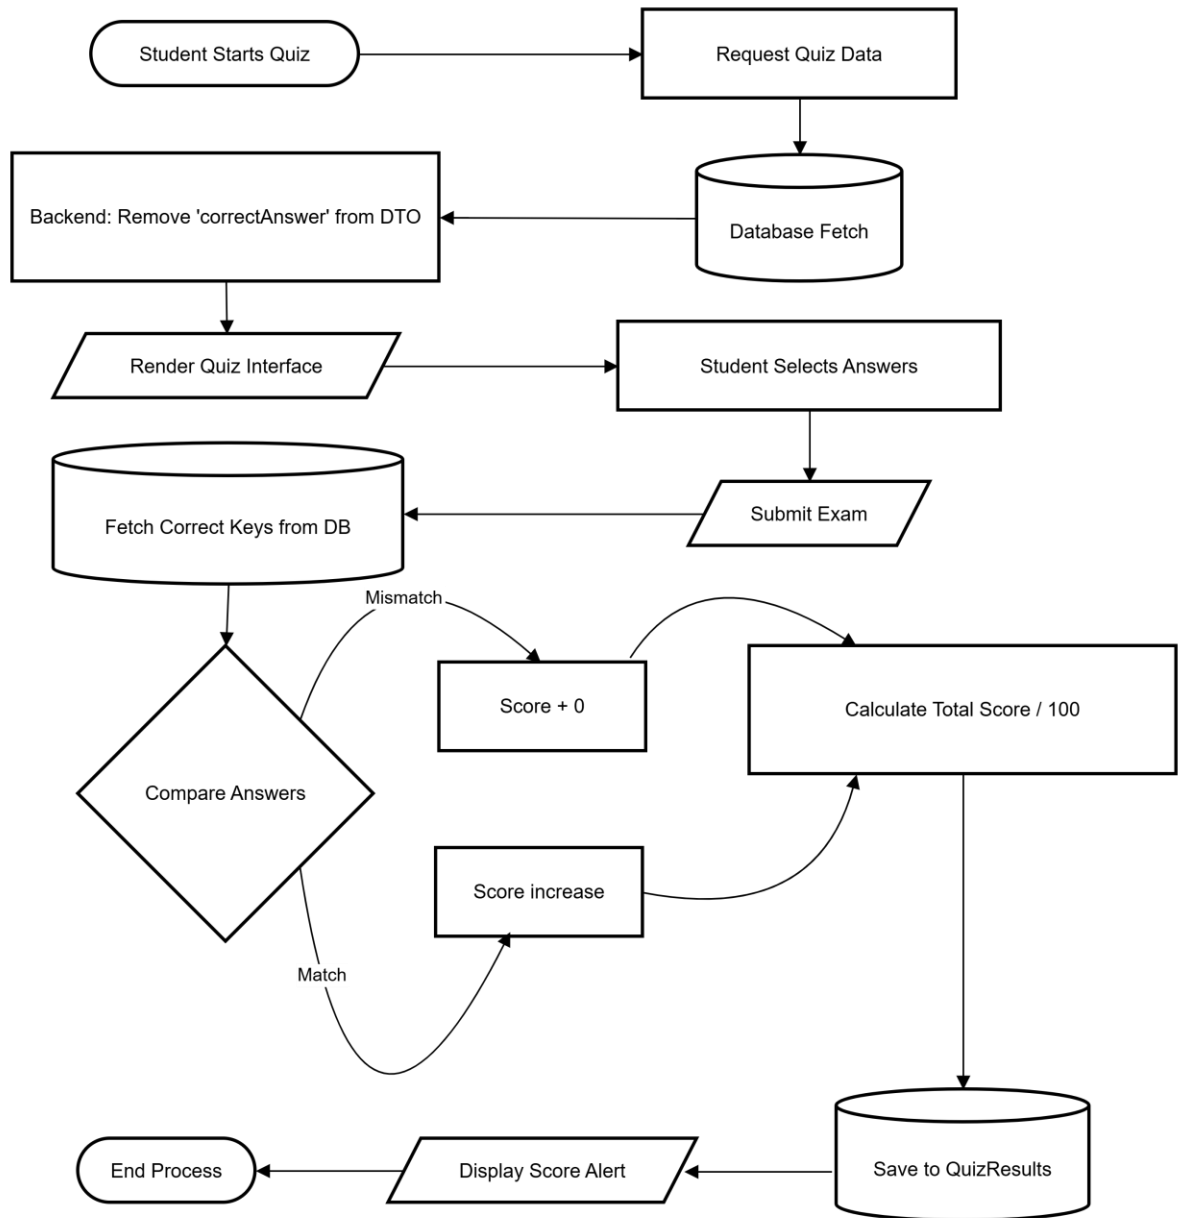 Student Starts Quiz
Request Quiz Data
Backend: Remove 'correctAnswer' from DTO
Database Fetch
Render Quiz Interface
Student Selects Answers
Fetch Correct Keys from DB
Submit Exam
Mismatch
Score + 0
Calculate Total Score / 100
Compare Answers
Score increase
Match
End Process
Display Score Alert
Save to QuizResults